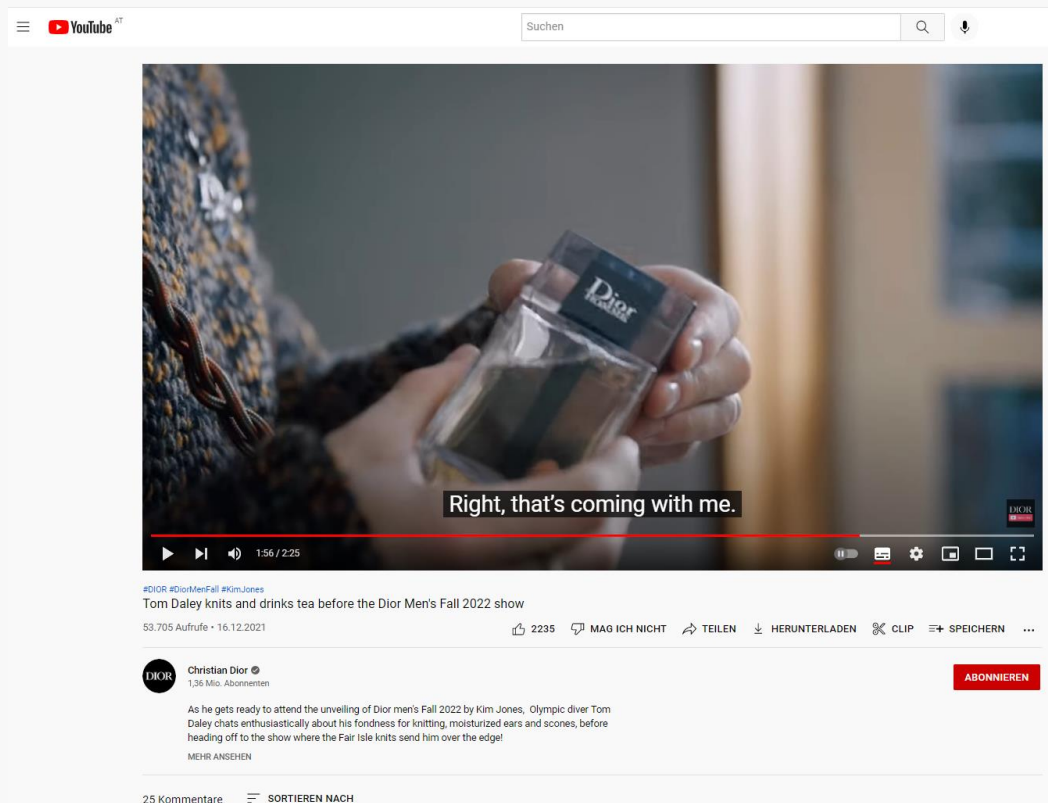 YouTube AT
Suchen
Dior
HOMME
Right, that's coming with me.
DIOR
1:56 / 2:25
#DIOR #DiorMenFall #KimJones
Tom Daley knits and drinks tea before the Dior Men's Fall 2022 show
53.705 Aufrufe • 16.12.2021
2235 MAG ICH NICHT TEILEN HERUNTERLADEN CLIP SPEICHERN ...
DIOR
Christian Dior
1,36 Mio. Abonnenten
ABONNIEREN
As he gets ready to attend the unveiling of Dior men's Fall 2022 by Kim Jones, Olympic diver Tom
Daley chats enthusiastically about his fondness for knitting, moisturized ears and scones, before
heading off to the show where the Fair Isle knits send him over the edge!
MEHR ANSEHEN
25 Kommentare SORTIEREN NACH